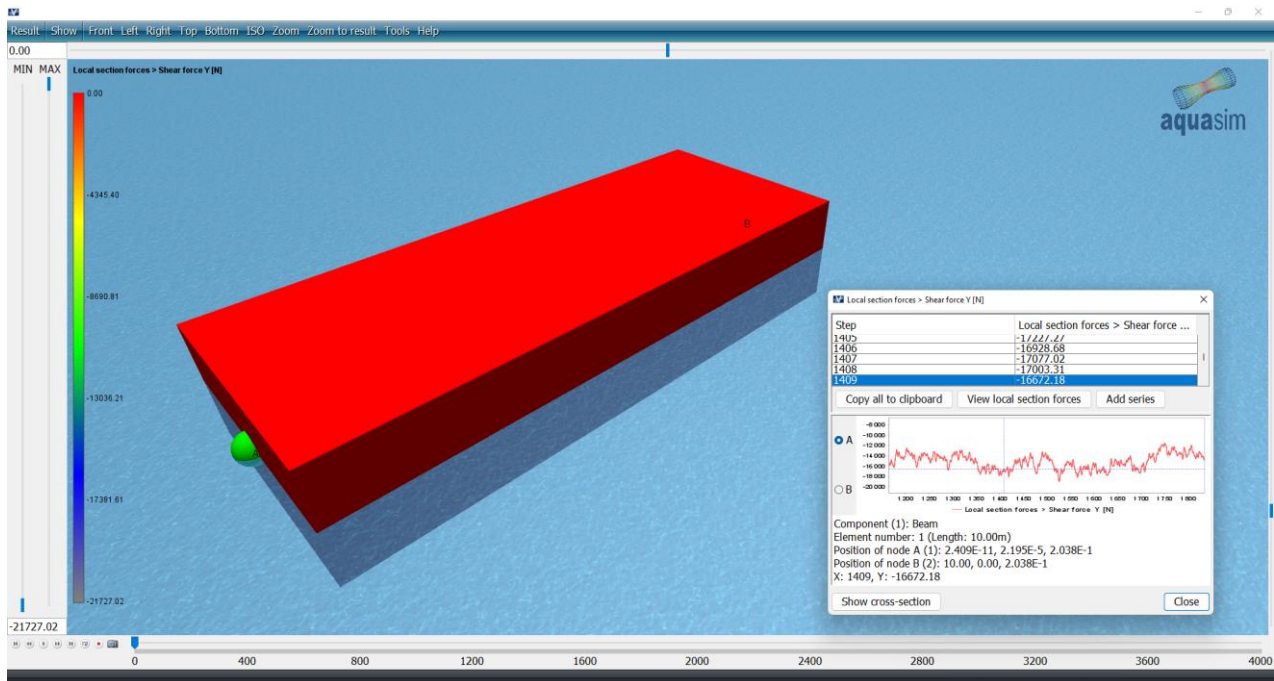 Result Show Front Left Right Top Bottom ISO Zoom Zoom to result Tools Help
0.00
MIN MAX
Local section forces > Shear force Y [N]
0.00
-4345.40
-8690.81
-13036.21
-17381.61
-21727.02
-21727.02
aquasim
B
Local section forces > Shear force Y [N]
Step Local section forces > Shear force ...
1405 -17227.27
1406 -16928.68
1407 -17077.02
1408 -17003.31
1409 -16672.18
Copy all to clipboard View local section forces Add series
A
B
-8 000
-10 000
-12 000
-14 000
-16 000
-18 000
-20 000
1 200 1 250 1 300 1 350 1 400 1 450 1 500 1 550 1 600 1 650 1 700 1 750 1 800
Local section forces > Shear force Y [N]
Component (1): Beam
Element number: 1 (Length: 10.00m)
Position of node A (1): 2.409E-11, 2.195E-5, 2.038E-1
Position of node B (2): 10.00, 0.00, 2.038E-1
X: 1409, Y: -16672.18
Show cross-section Close
0 400 800 1200 1600 2000 2400 2800 3200 3600 4000